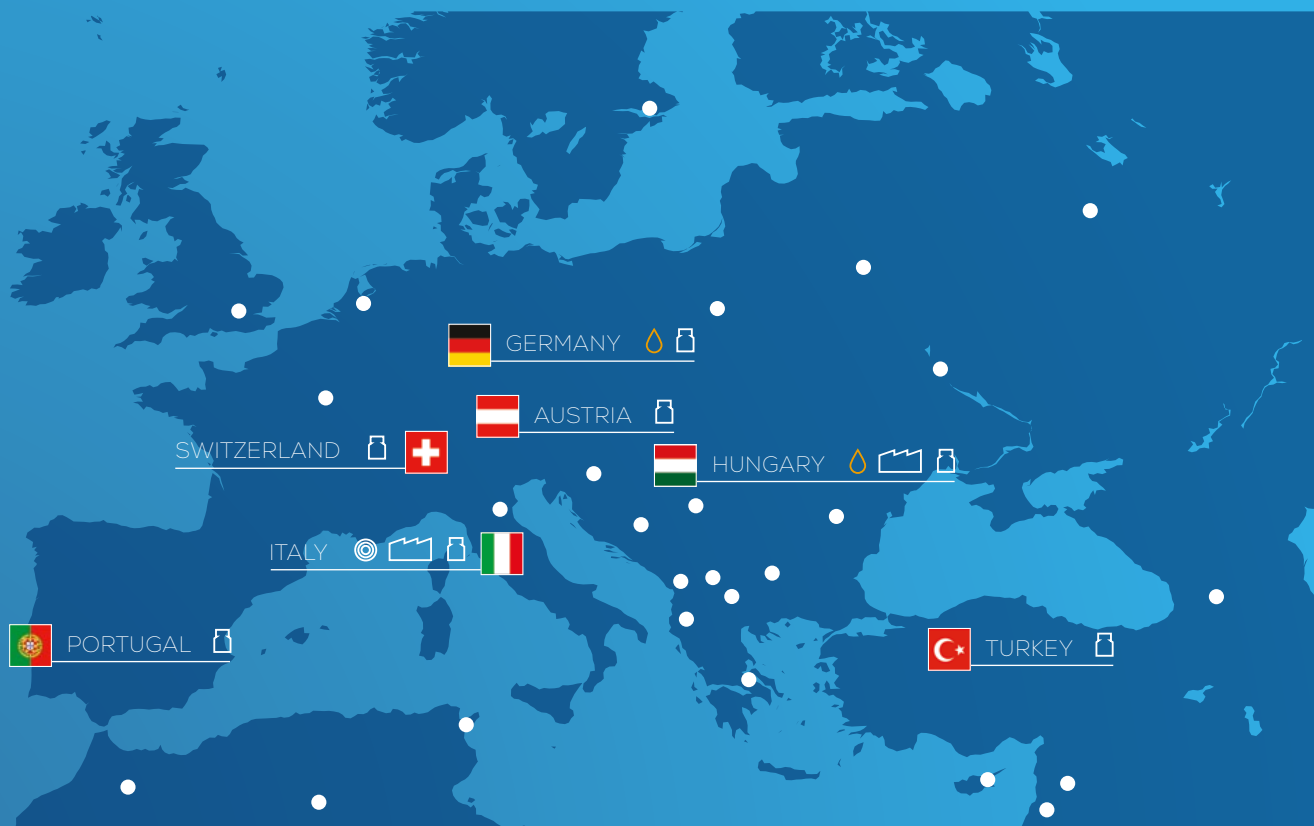 GERMANY
AUSTRIA
SWITZERLAND
HUNGARY
ITALY
PORTUGAL
TURKEY